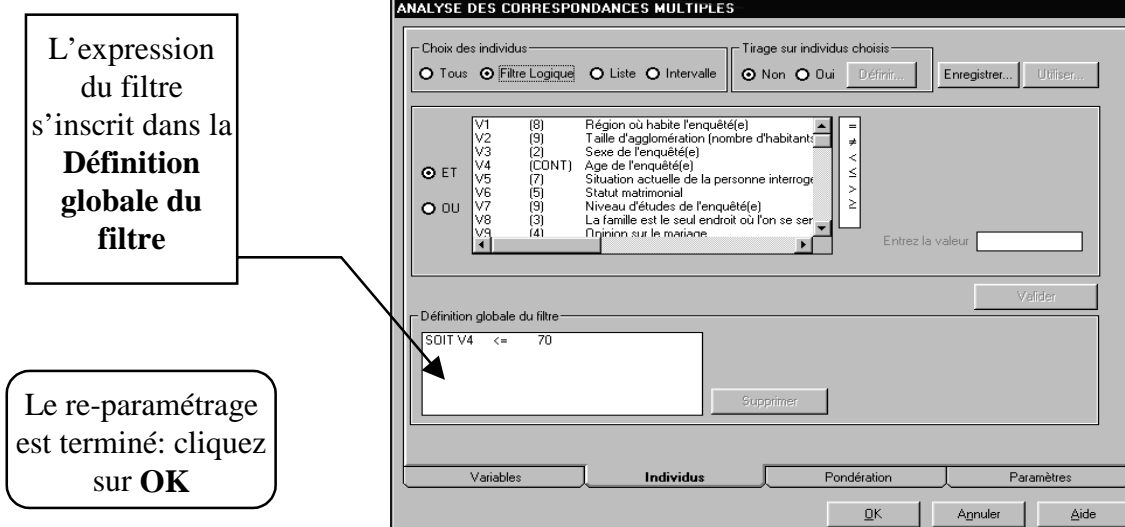 L'expression
du filtre
s'inscrit dans la
Définition
globale du
filtre
Le re-paramétrage
est terminé: cliquez
sur OK
ANALYSE DES CORRESPONDANCES MULTIPLES
Choix des individus
Tous Filtre Logique Liste Intervalle
Tirage sur individus choisis
Non Oui Définir...
Enregistrer... Utiliser...
ET
OU
V1 (8) Région où habite l'enquêté(e)
V2 (9) Taille d'agglomération (nombre d'habitants
V3 (2) Sexe de l'enquêté(e)
V4 (CONT) Age de l'enquêté(e)
V5 (7) Situation actuelle de la personne interrogé
V6 (5) Statut matrimonial
V7 (9) Niveau d'études de l'enquêté(e)
V8 (3) La famille est le seul endroit où l'on se ser
V9 (4) Opinion sur le mariage
=
≠
<
≤
>
≥
Entrez la valeur
Valider
Définition globale du filtre
SOIT V4 <= 70
Supprimer
Variables Individus Pondération Paramètres
OK Annuler Aide